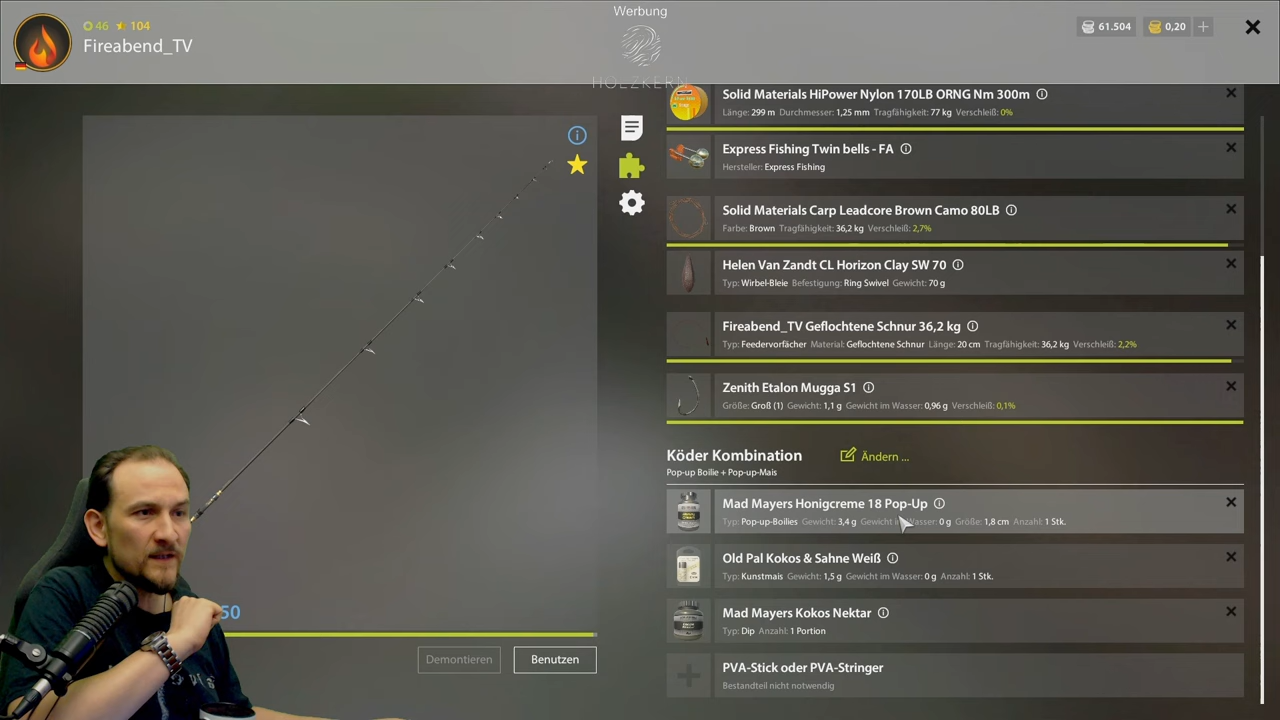 Werbung
46 104
Fireabend_TV
HOLZKERN
61.504
0,20
Solid Materials HiPower Nylon 170LB ORNG Nm 300m
Länge: 299 m Durchmesser: 1,25 mm Tragfähigkeit: 77 kg Verschleiß: 0%
Express Fishing Twin bells - FA
Hersteller: Express Fishing
Solid Materials Carp Leadcore Brown Camo 80LB
Farbe: Brown Tragfähigkeit: 36,2 kg Verschleiß: 2,7%
Helen Van Zandt CL Horizon Clay SW 70
Typ: Wirbel-Bleie Befestigung: Ring Swivel Gewicht: 70 g
Fireabend_TV Geflochtene Schnur 36,2 kg
Typ: Feedervorfächer Material: Geflochtene Schnur Länge: 20 cm Tragfähigkeit: 36,2 kg Verschleiß: 2,2%
Zenith Etalon Mugga S1
Größe: Groß (1) Gewicht: 1,1 g Gewicht im Wasser: 0,96 g Verschleiß: 0,1%
Köder Kombination
Ändern ...
Pop-up Boilie + Pop-up-Mais
Mad Mayers Honigcreme 18 Pop-Up
Typ: Pop-up-Boilies Gewicht: 3,4 g Gewicht im Wasser: 0 g Größe: 1,8 cm Anzahl: 1 Stk.
Old Pal Kokos & Sahne Weiß
Typ: Kunstmais Gewicht: 1,5 g Gewicht im Wasser: 0 g Anzahl: 1 Stk.
Mad Mayers Kokos Nektar
Typ: Dip Anzahl: 1 Portion
PVA-Stick oder PVA-Stringer
Bestandteil nicht notwendig
50
Demontieren
Benutzen